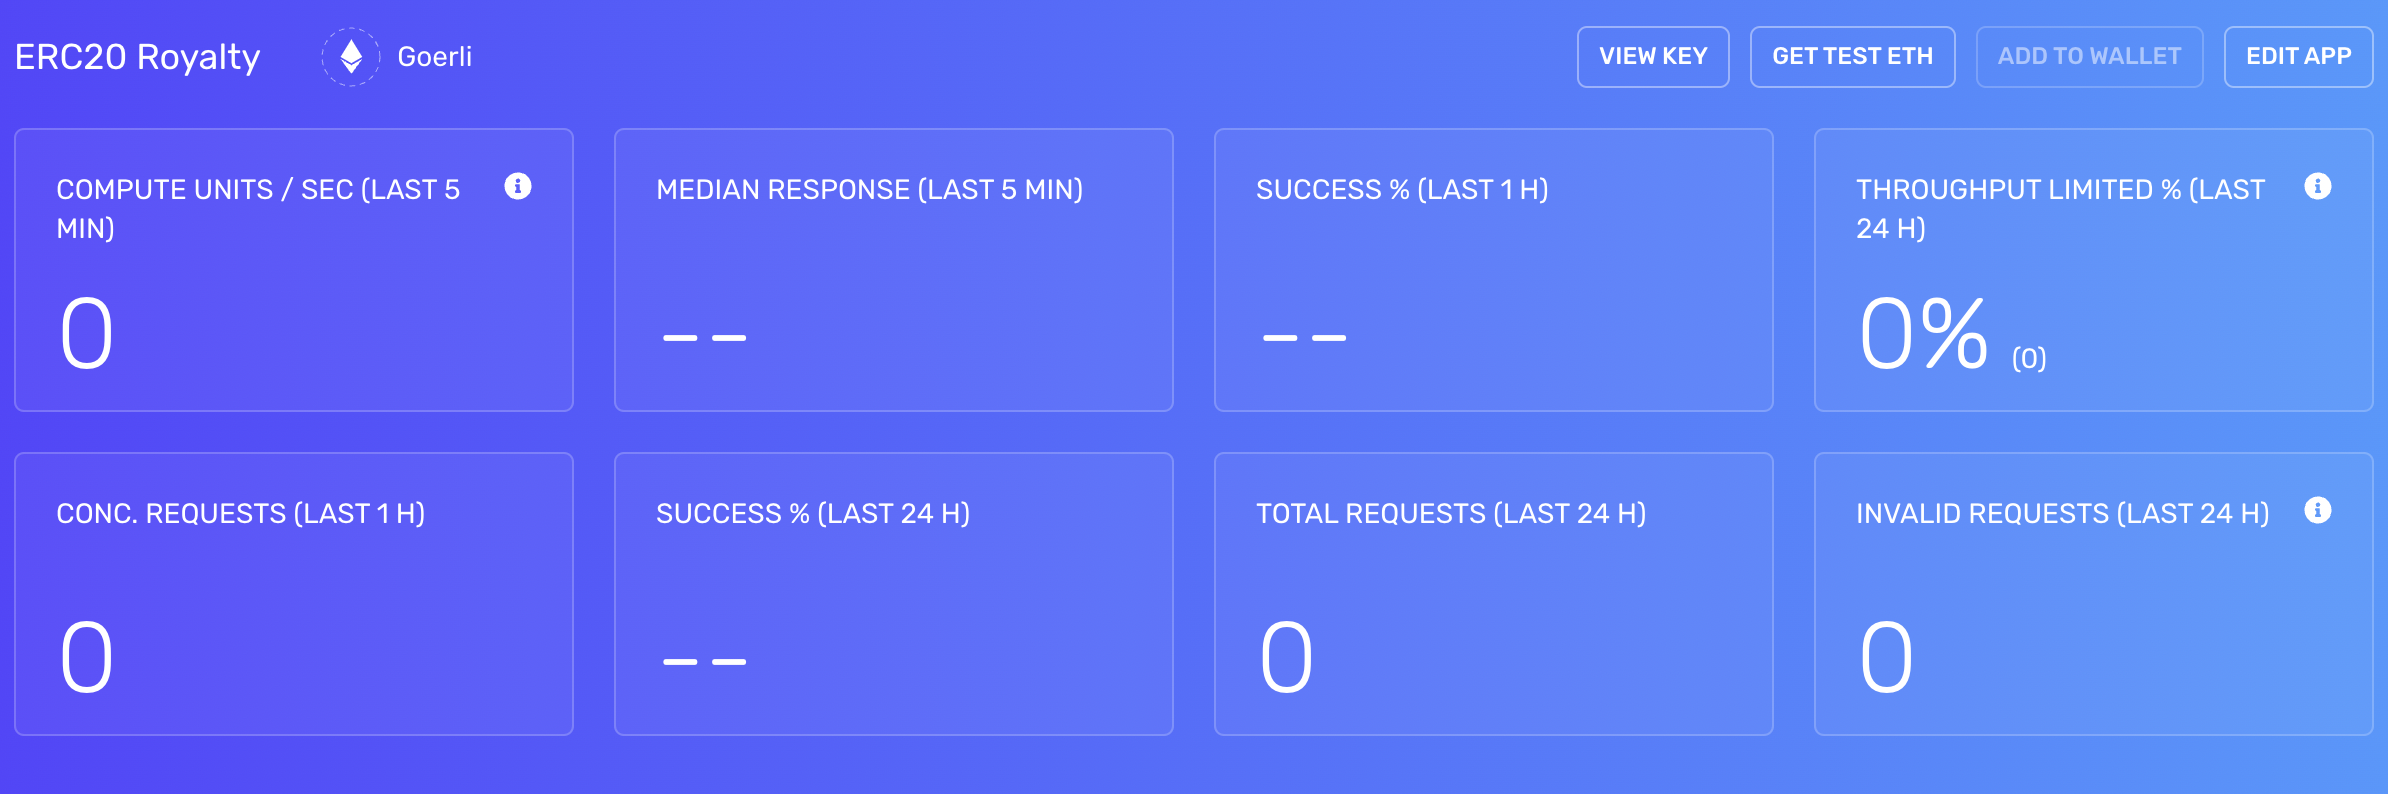 ERC20 Royalty
Goerli
VIEW KEY
GET TEST ETH
ADD TO WALLET
EDIT APP
COMPUTE UNITS / SEC (LAST 5
MIN)
0
MEDIAN RESPONSE (LAST 5 MIN)
– –
SUCCESS % (LAST 1 H)
– –
THROUGHPUT LIMITED % (LAST
24 H)
0% (0)
CONC. REQUESTS (LAST 1 H)
0
SUCCESS % (LAST 24 H)
– –
TOTAL REQUESTS (LAST 24 H)
0
INVALID REQUESTS (LAST 24 H)
0